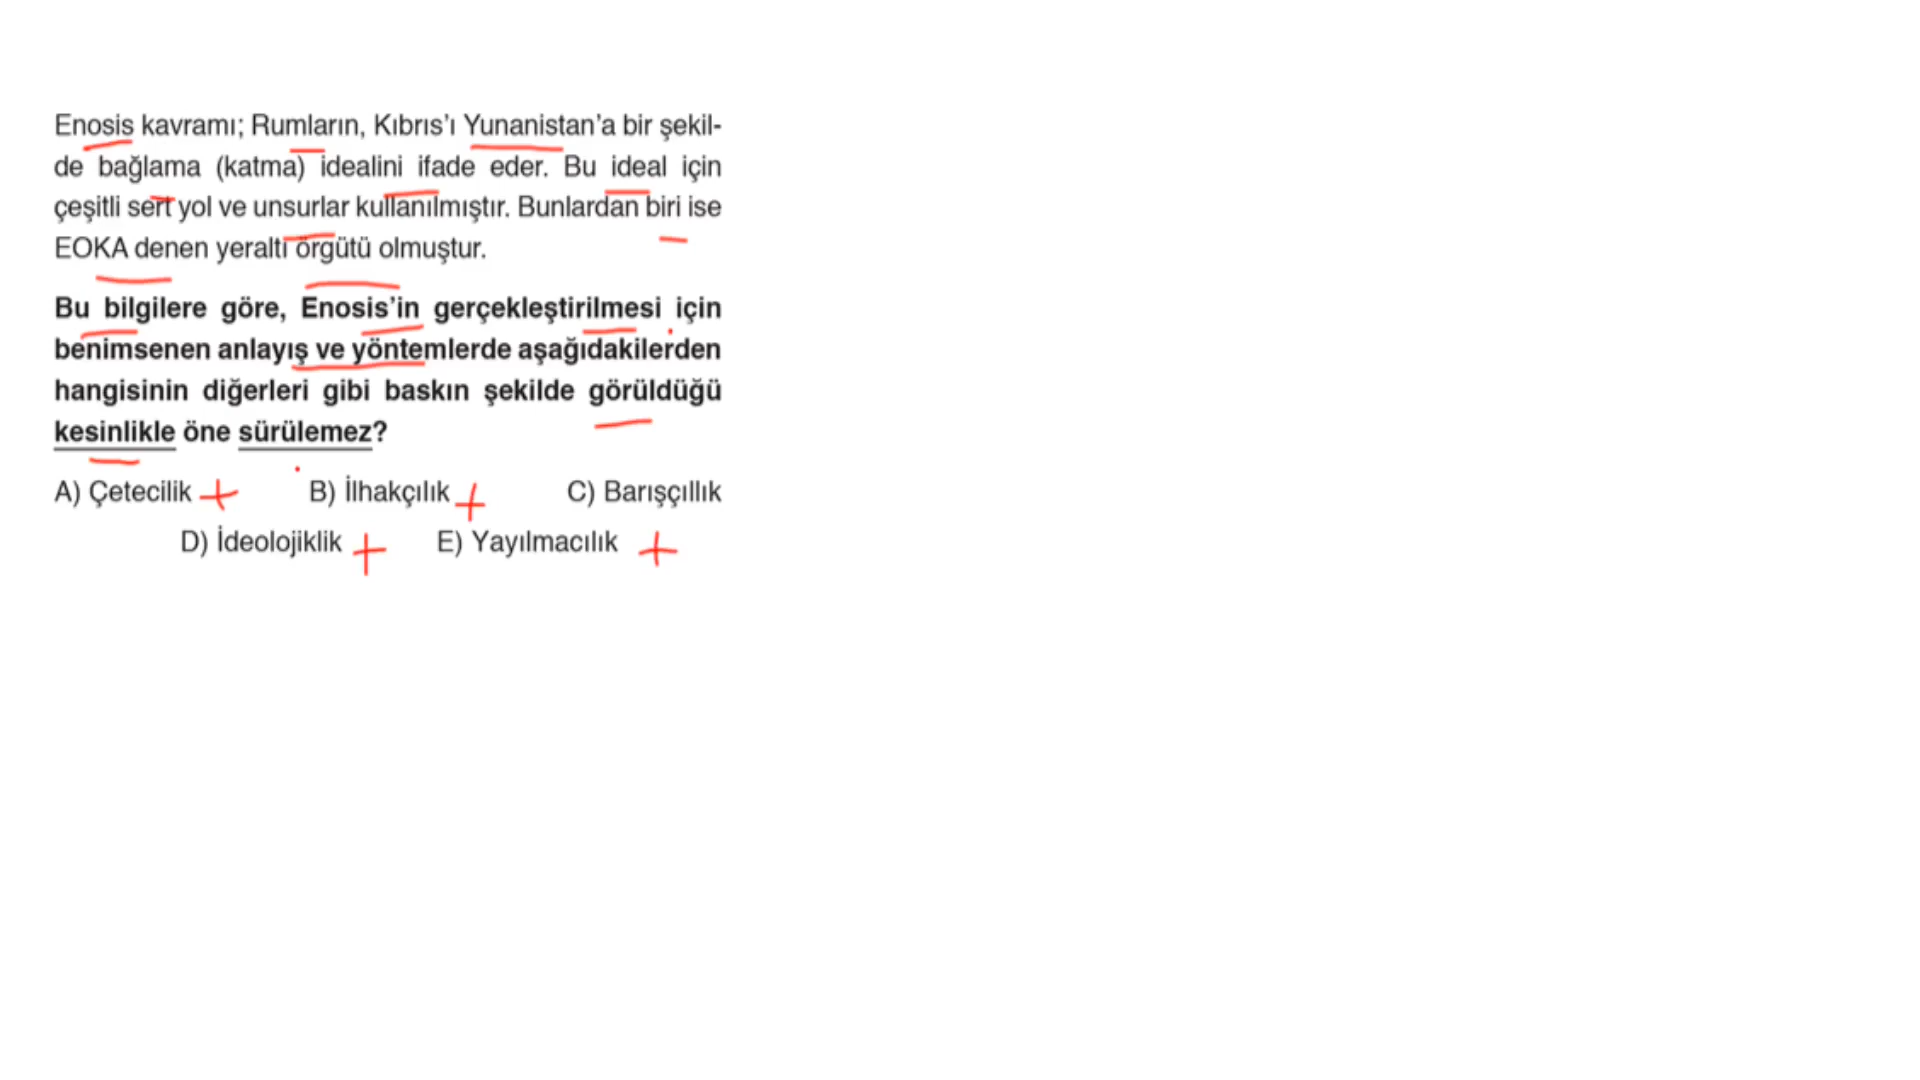 Enosis kavramı; Rumların, Kıbrıs'ı Yunanistan'a bir şekil-
de bağlama (katma) idealini ifade eder. Bu ideal için
çeşitli sert yol ve unsurlar kullanılmıştır. Bunlardan biri ise
EOKA denen yeraltı örgütü olmuştur.
Bu bilgilere göre, Enosis'in gerçekleştirilmesi için
benimsenen anlayış ve yöntemlerde aşağıdakilerden
hangisinin diğerleri gibi baskın şekilde görüldüğü
kesinlikle öne sürülemez?
A) Çetecilik + B) İlhakçılık + C) Barışçıllık
D) İdeolojiklik + E) Yayılmacılık +